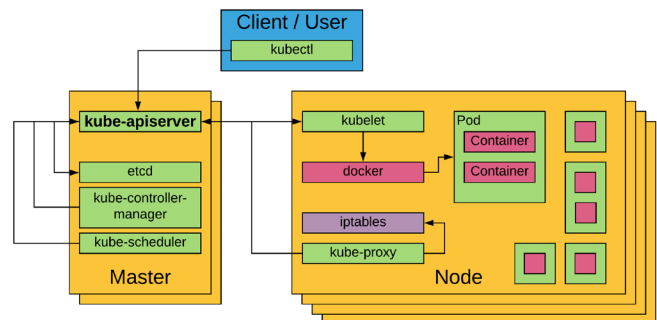 Client / User
kubectl
kube-apiserver
etcd
kube-controller-
manager
kube-scheduler
Master
kubelet
docker
iptables
kube-proxy
Pod
Container
Container
Node